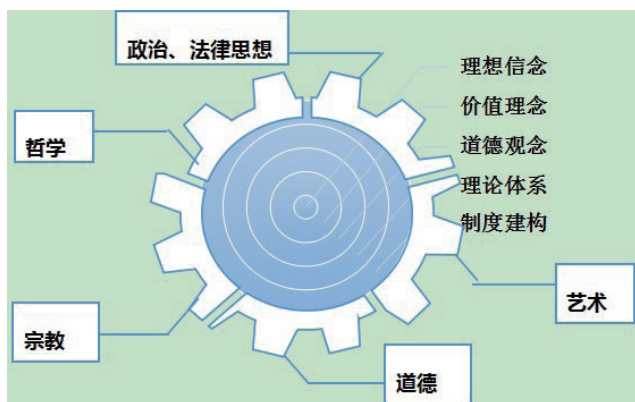 政治、法律思想
理想信念
价值理念
道德观念
理论体系
制度建构
哲学
艺术
宗教
道德